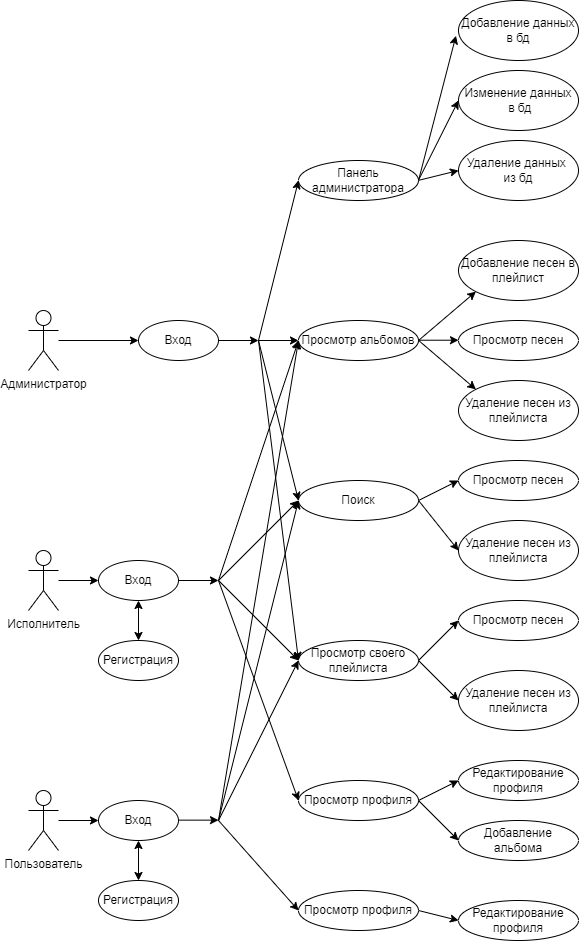 Добавление данных
в бд
Изменение данных
в бд
Удаление данных
из бд
Панель
администратора
Добавление песен в
плейлист
Администратор
Вход
Просмотр альбомов
Просмотр песен
Удаление песен из
плейлиста
Поиск
Просмотр песен
Удаление песен из
плейлиста
Исполнитель
Вход
Регистрация
Просмотр своего
плейлиста
Просмотр песен
Удаление песен из
плейлиста
Просмотр профиля
Редактирование
профиля
Добавление
альбома
Пользователь
Вход
Регистрация
Просмотр профиля
Редактирование
профиля